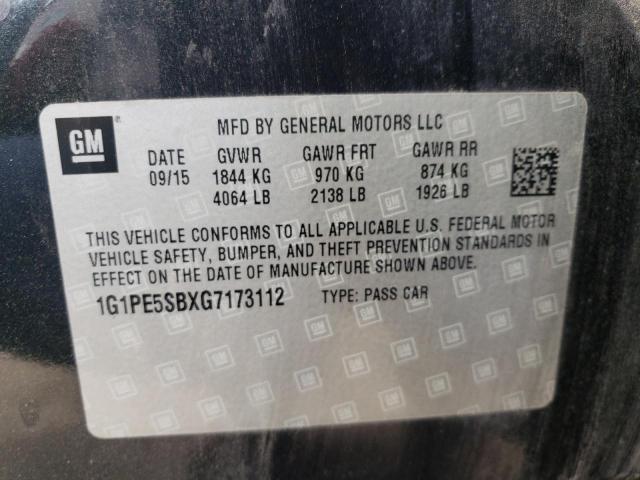 GM
MFD BY GENERAL MOTORS LLC
DATE GVWR GAWR FRT GAWR RR
09/15 1844 KG 970 KG 874 KG
4064 LB 2138 LB 1926 LB
THIS VEHICLE CONFORMS TO ALL APPLICABLE U.S. FEDERAL MOTOR
VEHICLE SAFETY, BUMPER, AND THEFT PREVENTION STANDARDS IN
EFFECT ON THE DATE OF MANUFACTURE SHOWN ABOVE.
1G1PE5SBXG7173112 TYPE: PASS CAR